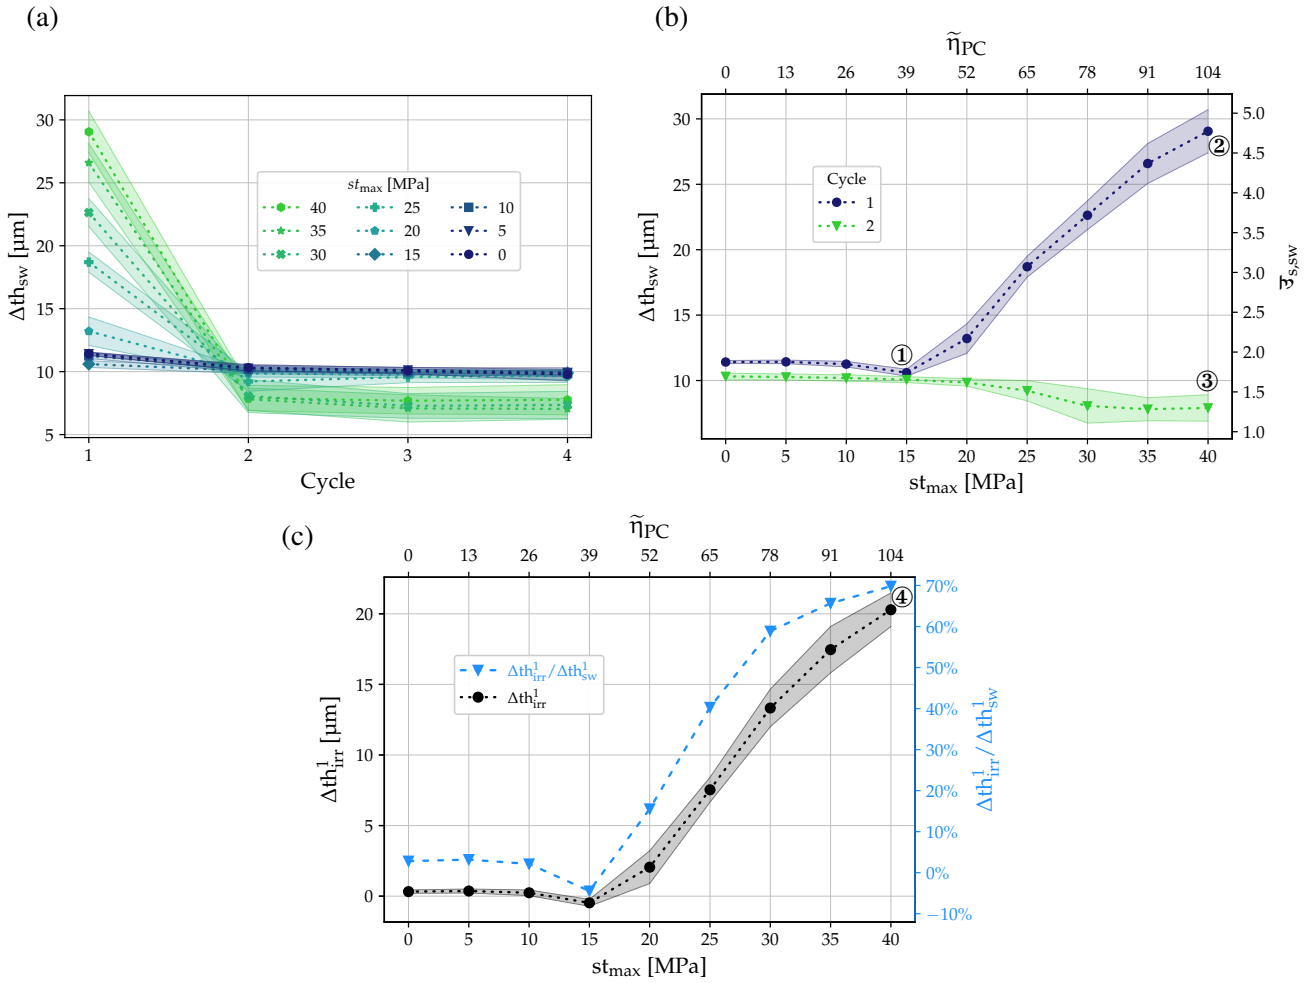 (a)
30
25
20
15
10
5
Δth_sw [µm]
st_max [MPa]
40 25 10
35 20 5
30 15 0
1 2 3 4
Cycle
(b)
η̃_PC
0 13 26 39 52 65 78 91 104
30
25
20
15
10
Δth_sw [µm]
Cycle
1
2
①
②
③
5.0
4.5
4.0
3.5
3.0
2.5
2.0
1.5
1.0
s,sw
0 5 10 15 20 25 30 35 40
st_max [MPa]
(c)
η̃_PC
0 13 26 39 52 65 78 91 104
20
15
10
5
0
Δth¹_irr [µm]
Δth¹_irr/Δth¹_sw
Δth¹_irr
④
70%
60%
50%
40%
30%
20%
10%
0%
−10%
Δth¹_irr/Δth¹_sw
0 5 10 15 20 25 30 35 40
st_max [MPa]